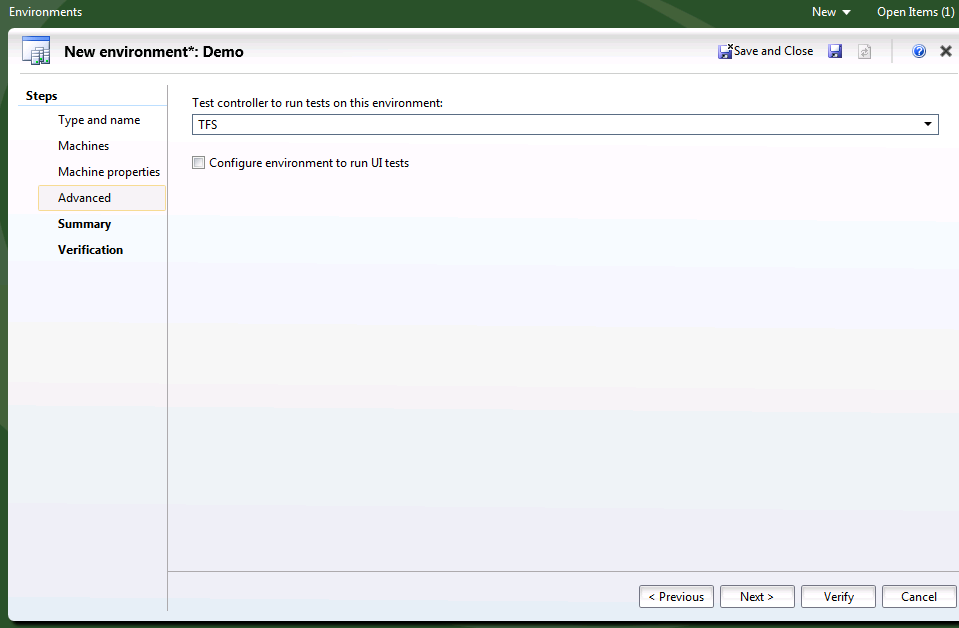 Environments New Open Items (1)
New environment*: Demo Save and Close
Steps
Type and name
Machines
Machine properties
Advanced
Summary
Verification
Test controller to run tests on this environment:
TFS
Configure environment to run UI tests
< Previous Next > Verify Cancel